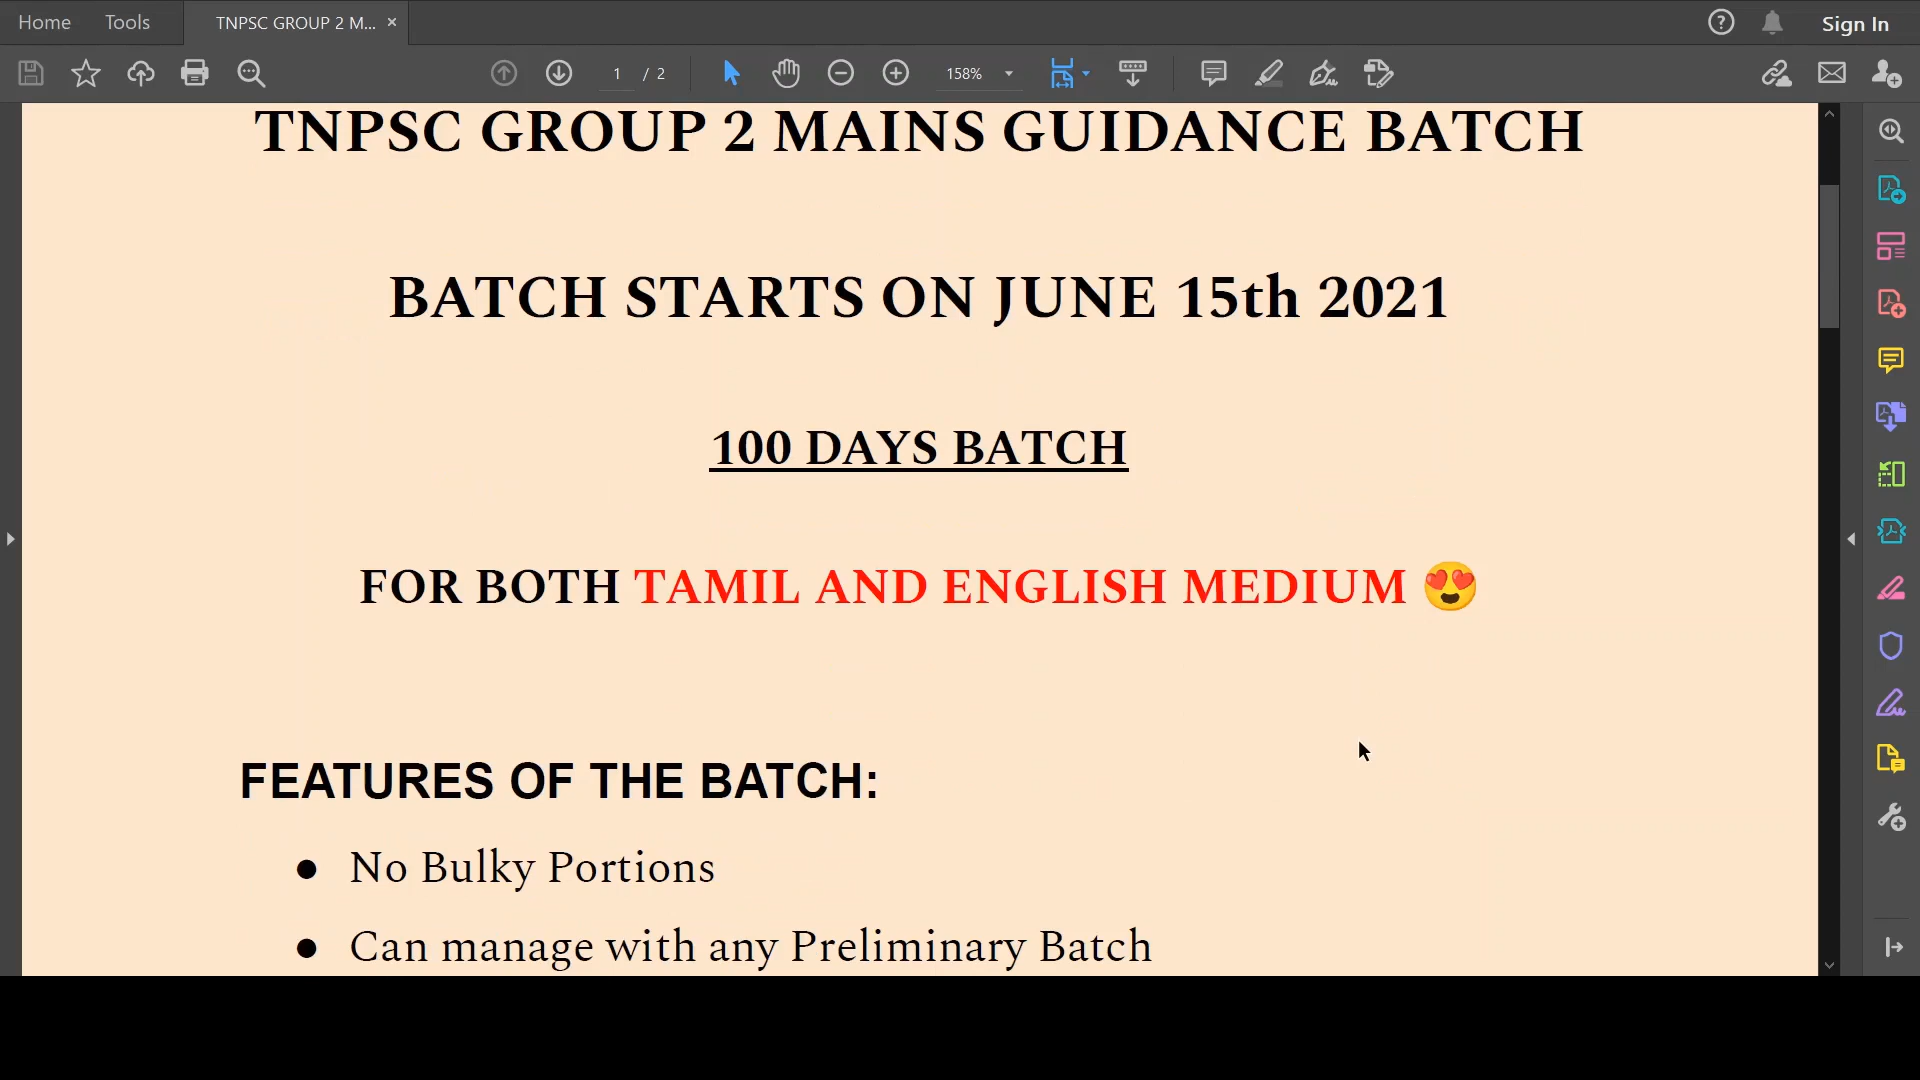 Home Tools TNPSC GROUP 2 M... × Sign In
1 / 2 158%
TNPSC GROUP 2 MAINS GUIDANCE BATCH
BATCH STARTS ON JUNE 15th 2021
100 DAYS BATCH
FOR BOTH TAMIL AND ENGLISH MEDIUM 😍
FEATURES OF THE BATCH:
● No Bulky Portions
● Can manage with any Preliminary Batch